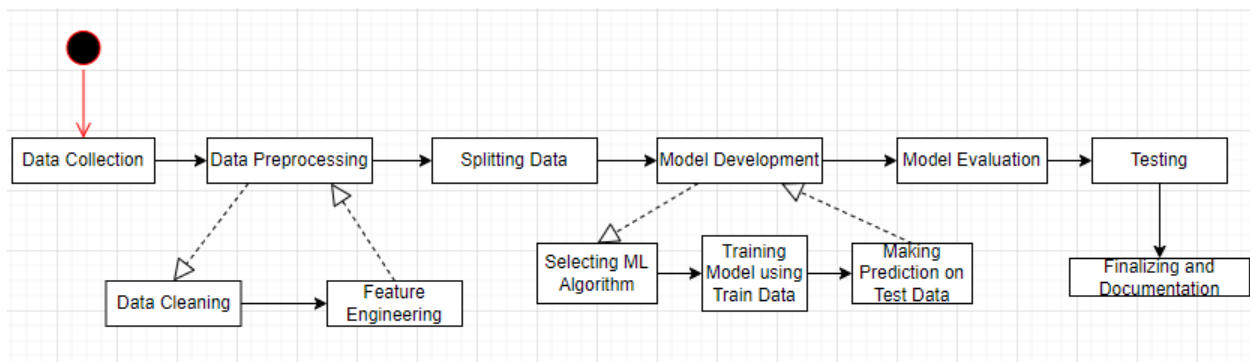 Data Collection
Data Preprocessing
Splitting Data
Model Development
Model Evaluation
Testing
Selecting ML
Algorithm
Training
Model using
Train Data
Making
Prediction on
Test Data
Finalizing and
Documentation
Data Cleaning
Feature
Engineering